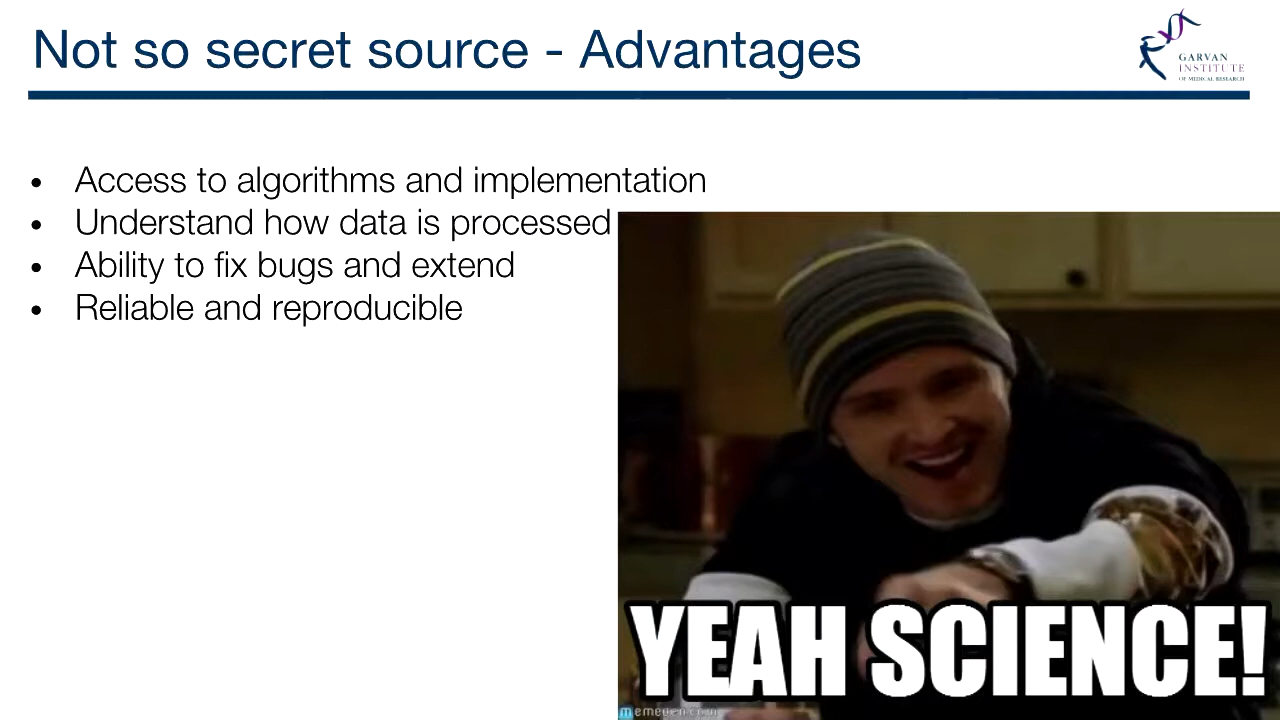 Not so secret source - Advantages
GARVAN
INSTITUTE
OF MEDICAL RESEARCH
• Access to algorithms and implementation
• Understand how data is processed
• Ability to fix bugs and extend
• Reliable and reproducible
YEAH SCIENCE!